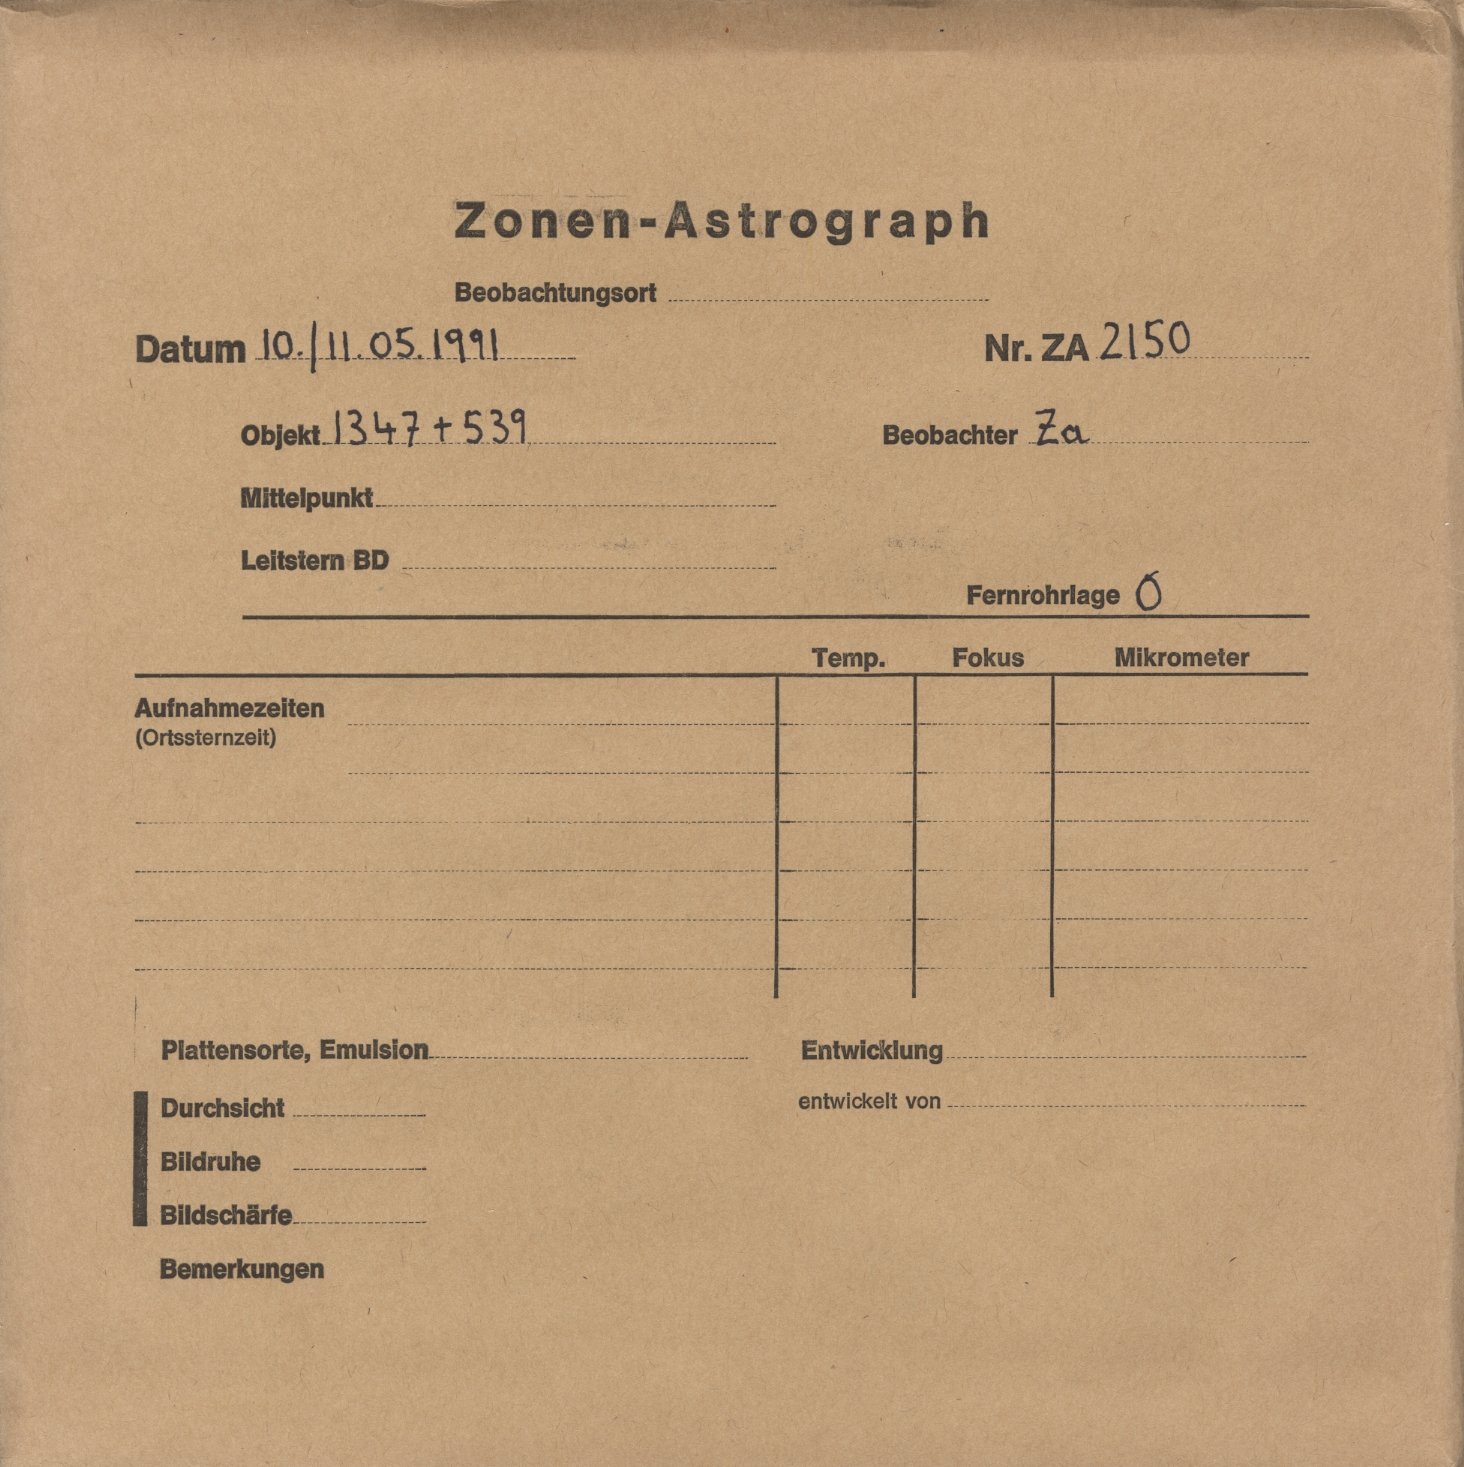 Zonen-Astrograph
Beobachtungsort
Datum 10./11.05.1991 Nr. ZA 2150
Objekt 1347+539 Beobachter Za
Mittelpunkt
Leitstern BD
Fernrohrlage O
Temp. Fokus Mikrometer
Aufnahmezeiten
(Ortssternzeit)
Plattensorte, Emulsion Entwicklung
Durchsicht entwickelt von
Bildruhe
Bildschärfe
Bemerkungen